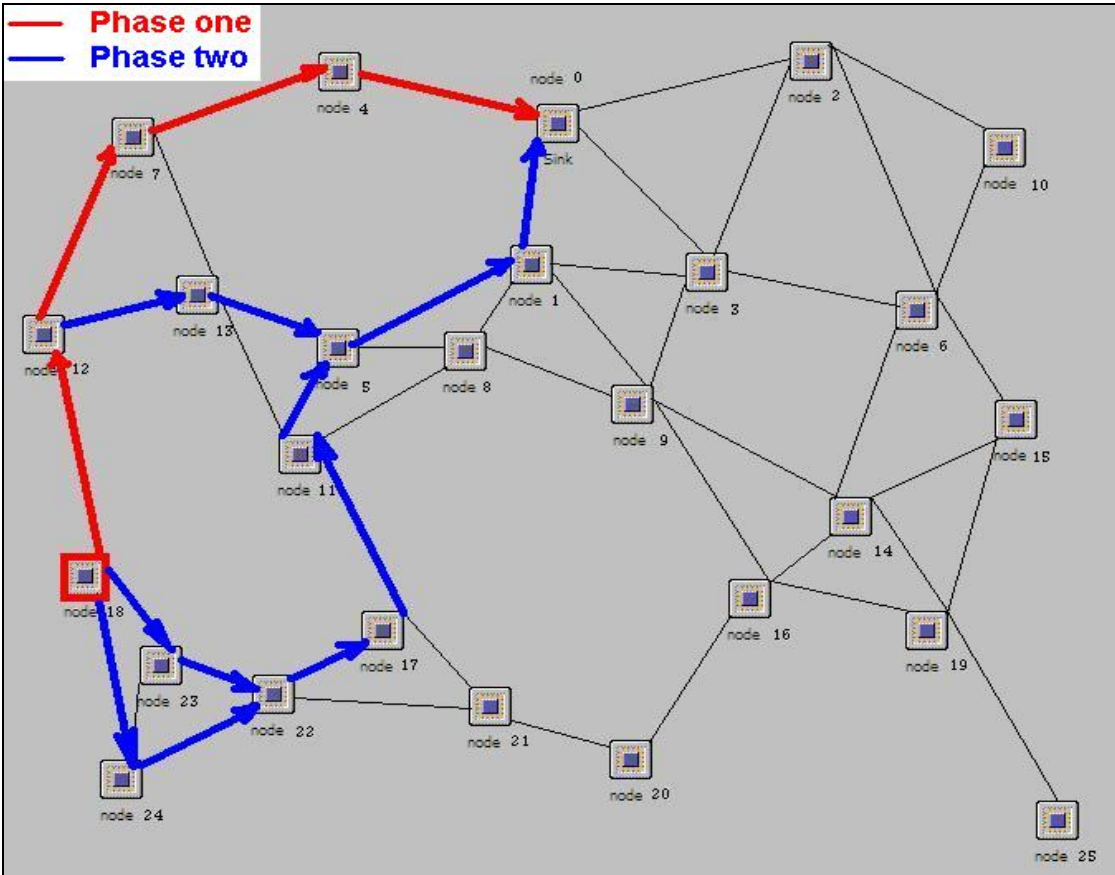 Phase one
Phase two
node 0
Sink
node 2
node 4
node 7
node 10
node 1
node 3
node 13
node 6
node 12
node 5
node 8
node 9
node 15
node 11
node 14
node 18
node 16
node 19
node 17
node 23
node 22
node 21
node 20
node 24
node 25